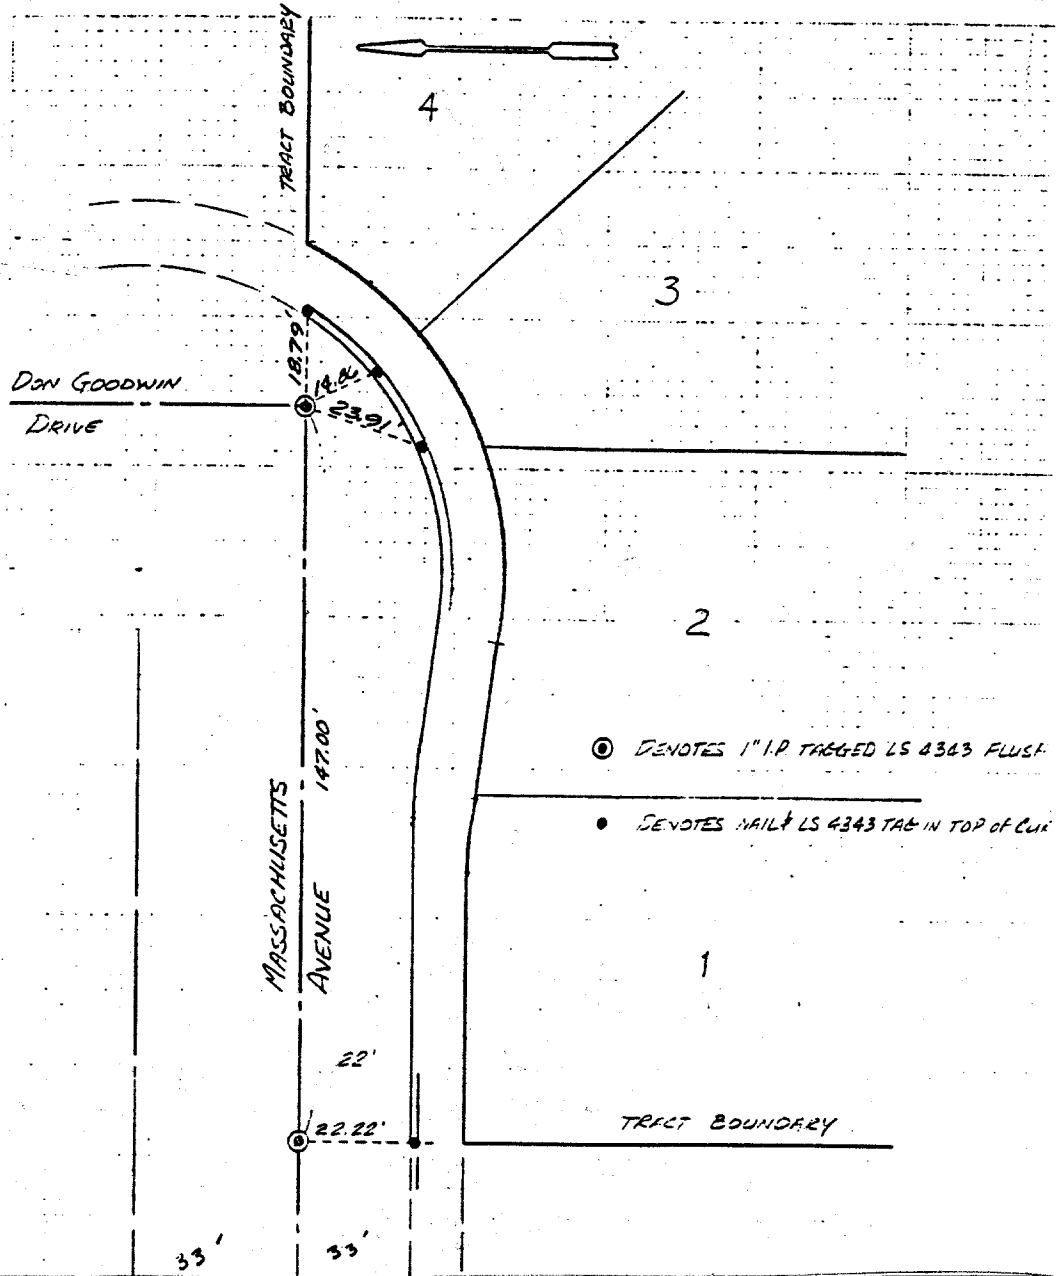 TRACT BOUNDARY
4
3
18.79'
DON GOODWIN
DRIVE
14.86
23.91'
2
DENOTES 1" I.P. TAGGED LS 4343 FLUSH
147.00'
MASSACHUSETTS
AVENUE
DENOTES NAIL & LS 4343 TAG IN TOP OF CUR
1
22'
22.22'
TRACT BOUNDARY
33'
33'